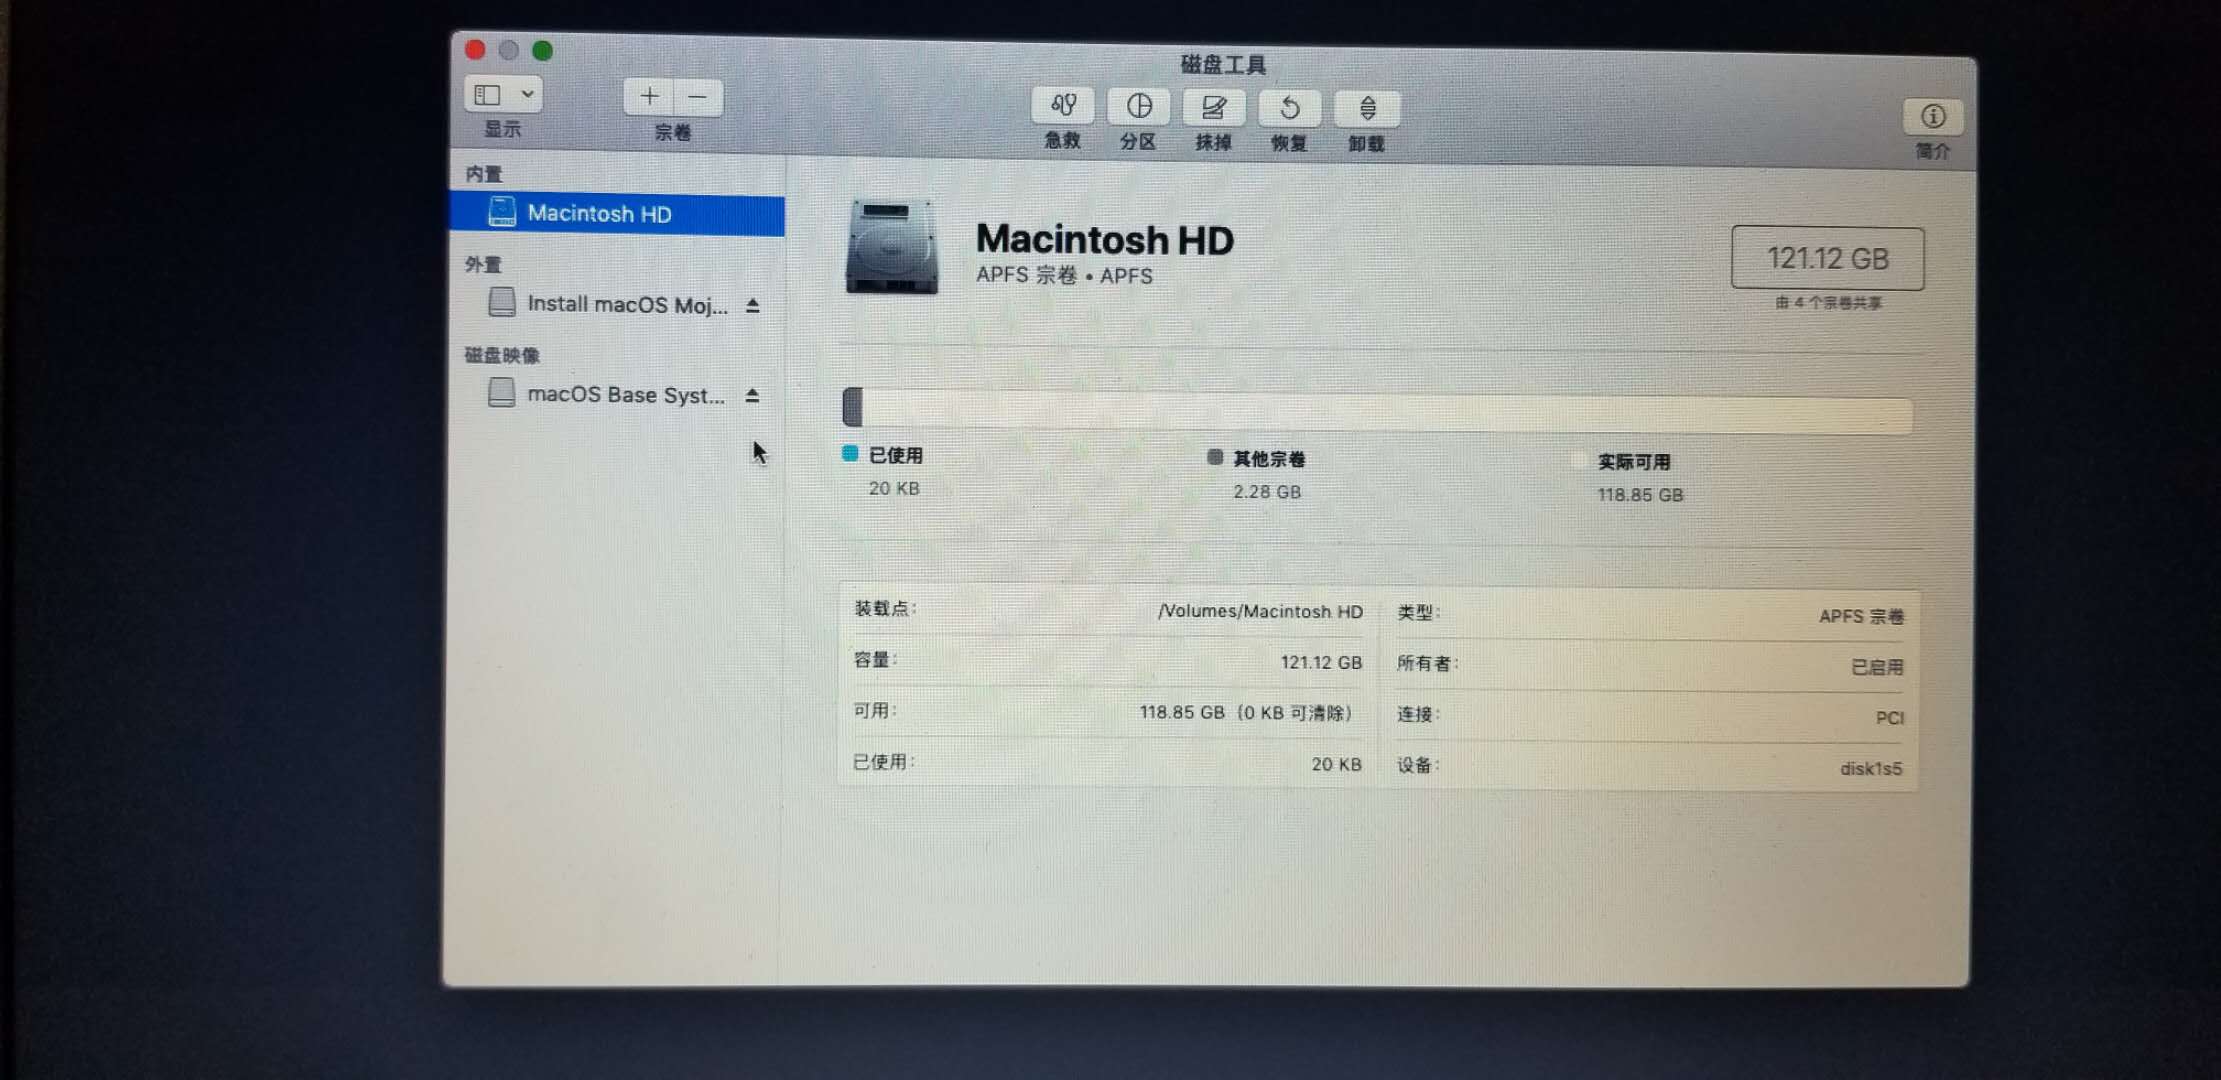 磁盘工具
显示
宗卷
急救
分区
抹掉
恢复
卸载
简介
内置
Macintosh HD
外置
Install macOS Moj...
磁盘映像
macOS Base Syst...
Macintosh HD
APFS 宗卷 • APFS
121.12 GB
由 4 个宗卷共享
已使用
20 KB
其他宗卷
2.28 GB
实际可用
118.85 GB
装载点: /Volumes/Macintosh HD
容量: 121.12 GB
可用: 118.85 GB（0 KB 可清除）
已使用: 20 KB
类型: APFS 宗卷
所有者: 已启用
连接: PCI
设备: disk1s5